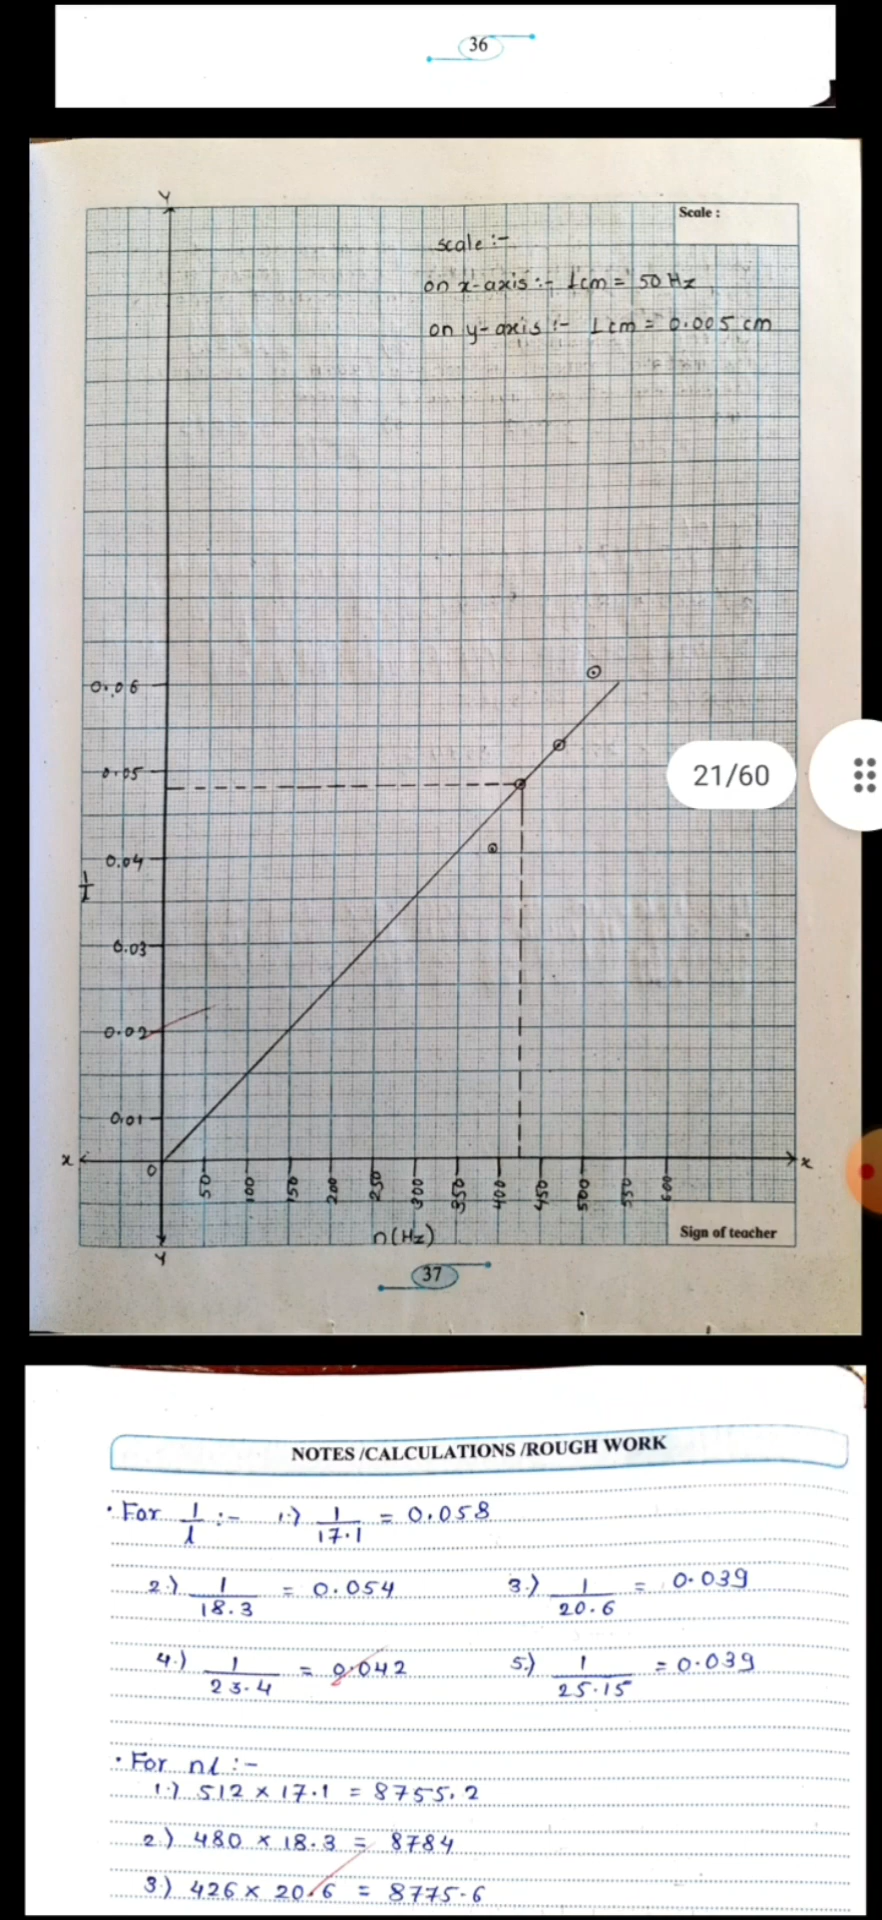 36
Scale :
scale :-
on x-axis :- 1cm = 50 Hz
on y-axis :- 1cm = 0.005 cm
Y
0.06
0.05
21/60
0.04
1/l
0.03
0.02
0.01
x
0
x
50
100
150
200
250
300
350
400
450
500
550
600
Y
n(Hz)
Sign of teacher
37
NOTES /CALCULATIONS /ROUGH WORK
• For 1/l :- 1.) 1/17.1 = 0.058
2.) 1/18.3 = 0.054 3.) 1/20.6 = 0.039
4.) 1/23.4 = 0.042 5.) 1/25.15 = 0.039
• For nl :-
1.) 512 × 17.1 = 8755.2
2.) 480 × 18.3 = 8784
3.) 426 × 20.6 = 8775.6